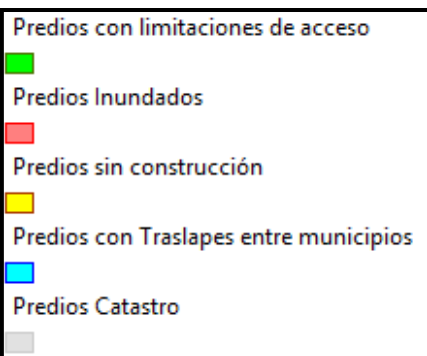 Predios con limitaciones de acceso
Predios Inundados
Predios sin construcción
Predios con Traslapes entre municipios
Predios Catastro